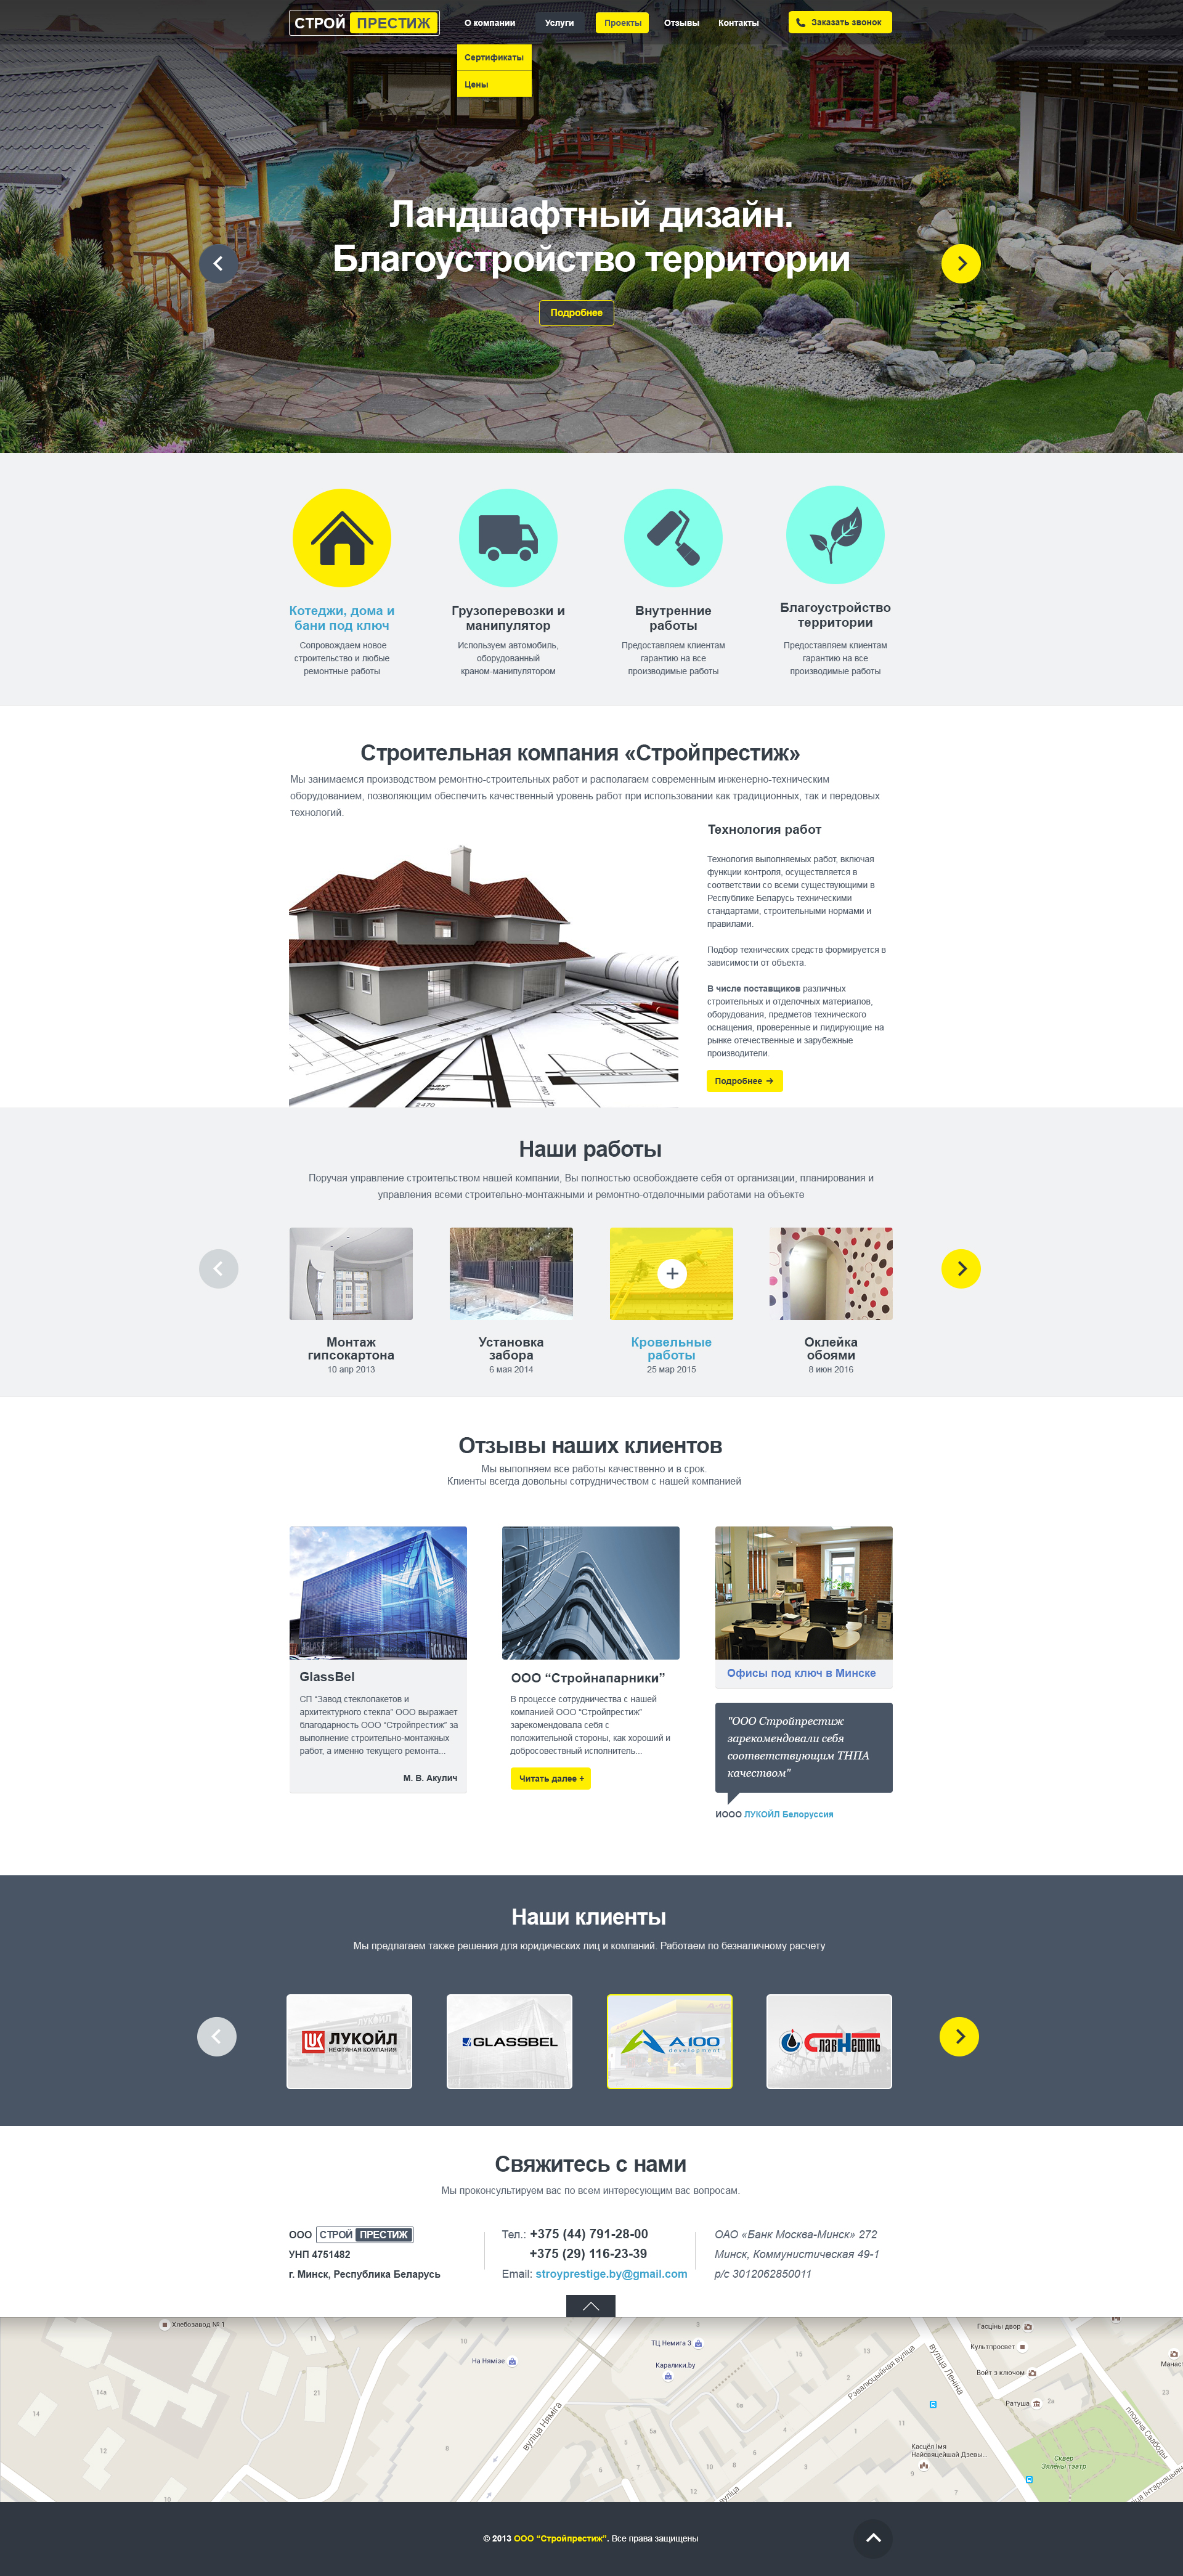 СТРОЙ ПРЕСТИЖ
О компании
Услуги
Проекты
Отзывы
Контакты
Заказать звонок
Сертификаты
Цены
Ландшафтный дизайн.
Благоустройство территории
Подробнее
Котеджи, дома и
бани под ключ
Сопровождаем новое
строительство и любые
ремонтные работы
Грузоперевозки и
манипулятор
Используем автомобиль,
оборудованный
краном-манипулятором
Внутренние
работы
Предоставляем клиентам
гарантию на все
производимые работы
Благоустройство
территории
Предоставляем клиентам
гарантию на все
производимые работы
Строительная компания «Стройпрестиж»
Мы занимаемся производством ремонтно-строительных работ и располагаем современным инженерно-техническим
оборудованием, позволяющим обеспечить качественный уровень работ при использовании как традиционных, так и передовых
технологий.
Технология работ
Технология выполняемых работ, включая
функции контроля, осуществляется в
соответствии со всеми существующими в
Республике Беларусь техническими
стандартами, строительными нормами и
правилами.
Подбор технических средств формируется в
зависимости от объекта.
В числе поставщиков различных
строительных и отделочных материалов,
оборудования, предметов технического
оснащения, проверенные и лидирующие на
рынке отечественные и зарубежные
производители.
Подробнее →
Наши работы
Поручая управление строительством нашей компании, Вы полностью освобождаете себя от организации, планирования и
управления всеми строительно-монтажными и ремонтно-отделочными работами на объекте
Монтаж
гипсокартона
10 апр 2013
Установка
забора
6 мая 2014
Кровельные
работы
25 мар 2015
Оклейка
обоями
8 июн 2016
Отзывы наших клиентов
Мы выполняем все работы качественно и в срок.
Клиенты всегда довольны сотрудничеством с нашей компанией
GlassBel
СП “Завод стеклопакетов и
архитектурного стекла” ООО выражает
благодарность ООО “Стройпрестиж” за
выполнение строительно-монтажных
работ, а именно текущего ремонта...
М. В. Акулич
ООО “Стройнапарники”
В процессе сотрудничества с нашей
компанией ООО “Стройпрестиж”
зарекомендовала себя с
положительной стороны, как хороший и
добросовествный исполнитель...
Читать далее +
Офисы под ключ в Минске
"ООО Стройпрестиж
зарекомендовали себя
соответствующим ТНПА
качеством"
ИООО ЛУКОЙЛ Белоруссия
Наши клиенты
Мы предлагаем также решения для юридических лиц и компаний. Работаем по безналичному расчету
ЛУКОЙЛ
НЕФТЯНАЯ КОМПАНИЯ
GLASSBEL
А 100
development
СлавНефть
Свяжитесь с нами
Мы проконсультируем вас по всем интересующим вас вопросам.
ООО СТРОЙ ПРЕСТИЖ
УНП 4751482
г. Минск, Республика Беларусь
Тел.: +375 (44) 791-28-00
+375 (29) 116-23-39
Email: stroyprestige.by@gmail.com
ОАО «Банк Москва-Минск» 272
Минск, Коммунистическая 49-1
р/с 3012062850011
Хлебозавод № 1
На Нямізе
ТЦ Немига 3
Каралики.by
вуліца Няміга
Рэвалюцыйная вуліца
вуліца Леніна
Гасціны двор
Культпросвет
Войт з ключом
Ратуша
плошча Свабоды
Касцёл Імя
Найсвяцейшай Дзевы...
Сквер
Зялёны тэатр
вуліца
© 2013 ООО “Стройпрестиж”. Все права защищены